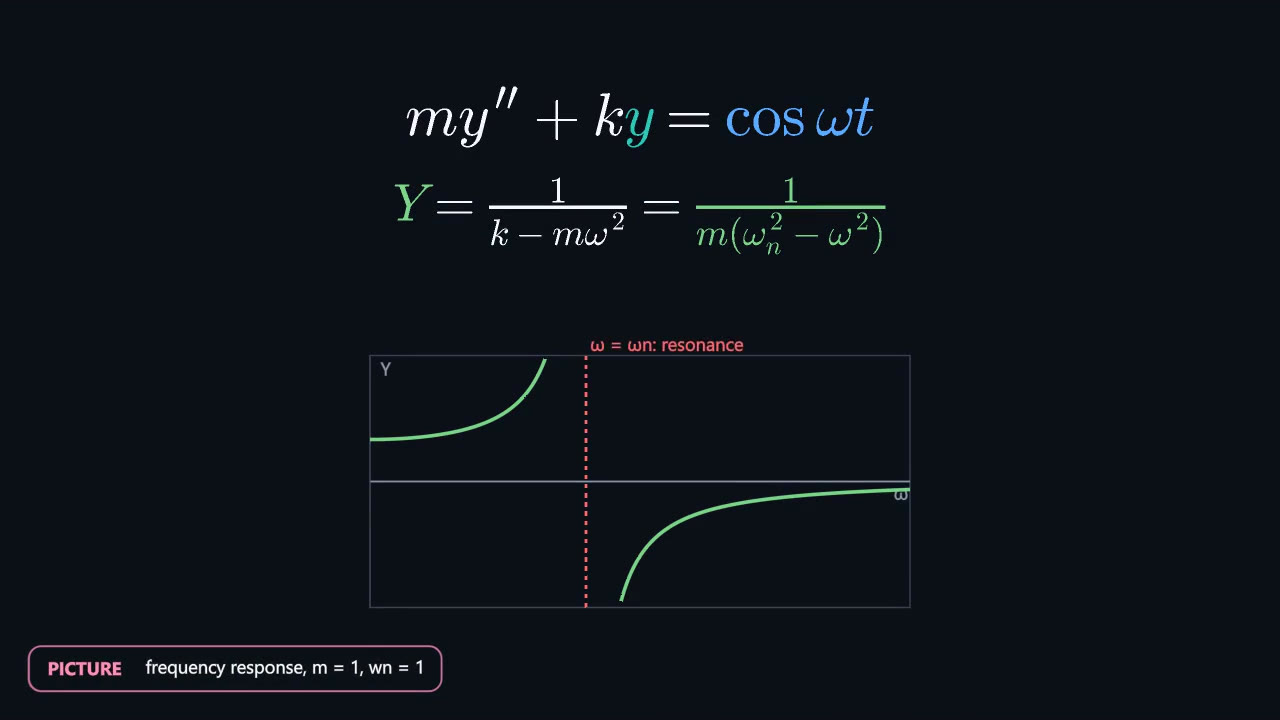 my″ + ky = cos ωt
Y = 1/(k − mω²) = 1/(m(ωₙ² − ω²))
ω = ωn: resonance
Y
ω
PICTURE frequency response, m = 1, wn = 1